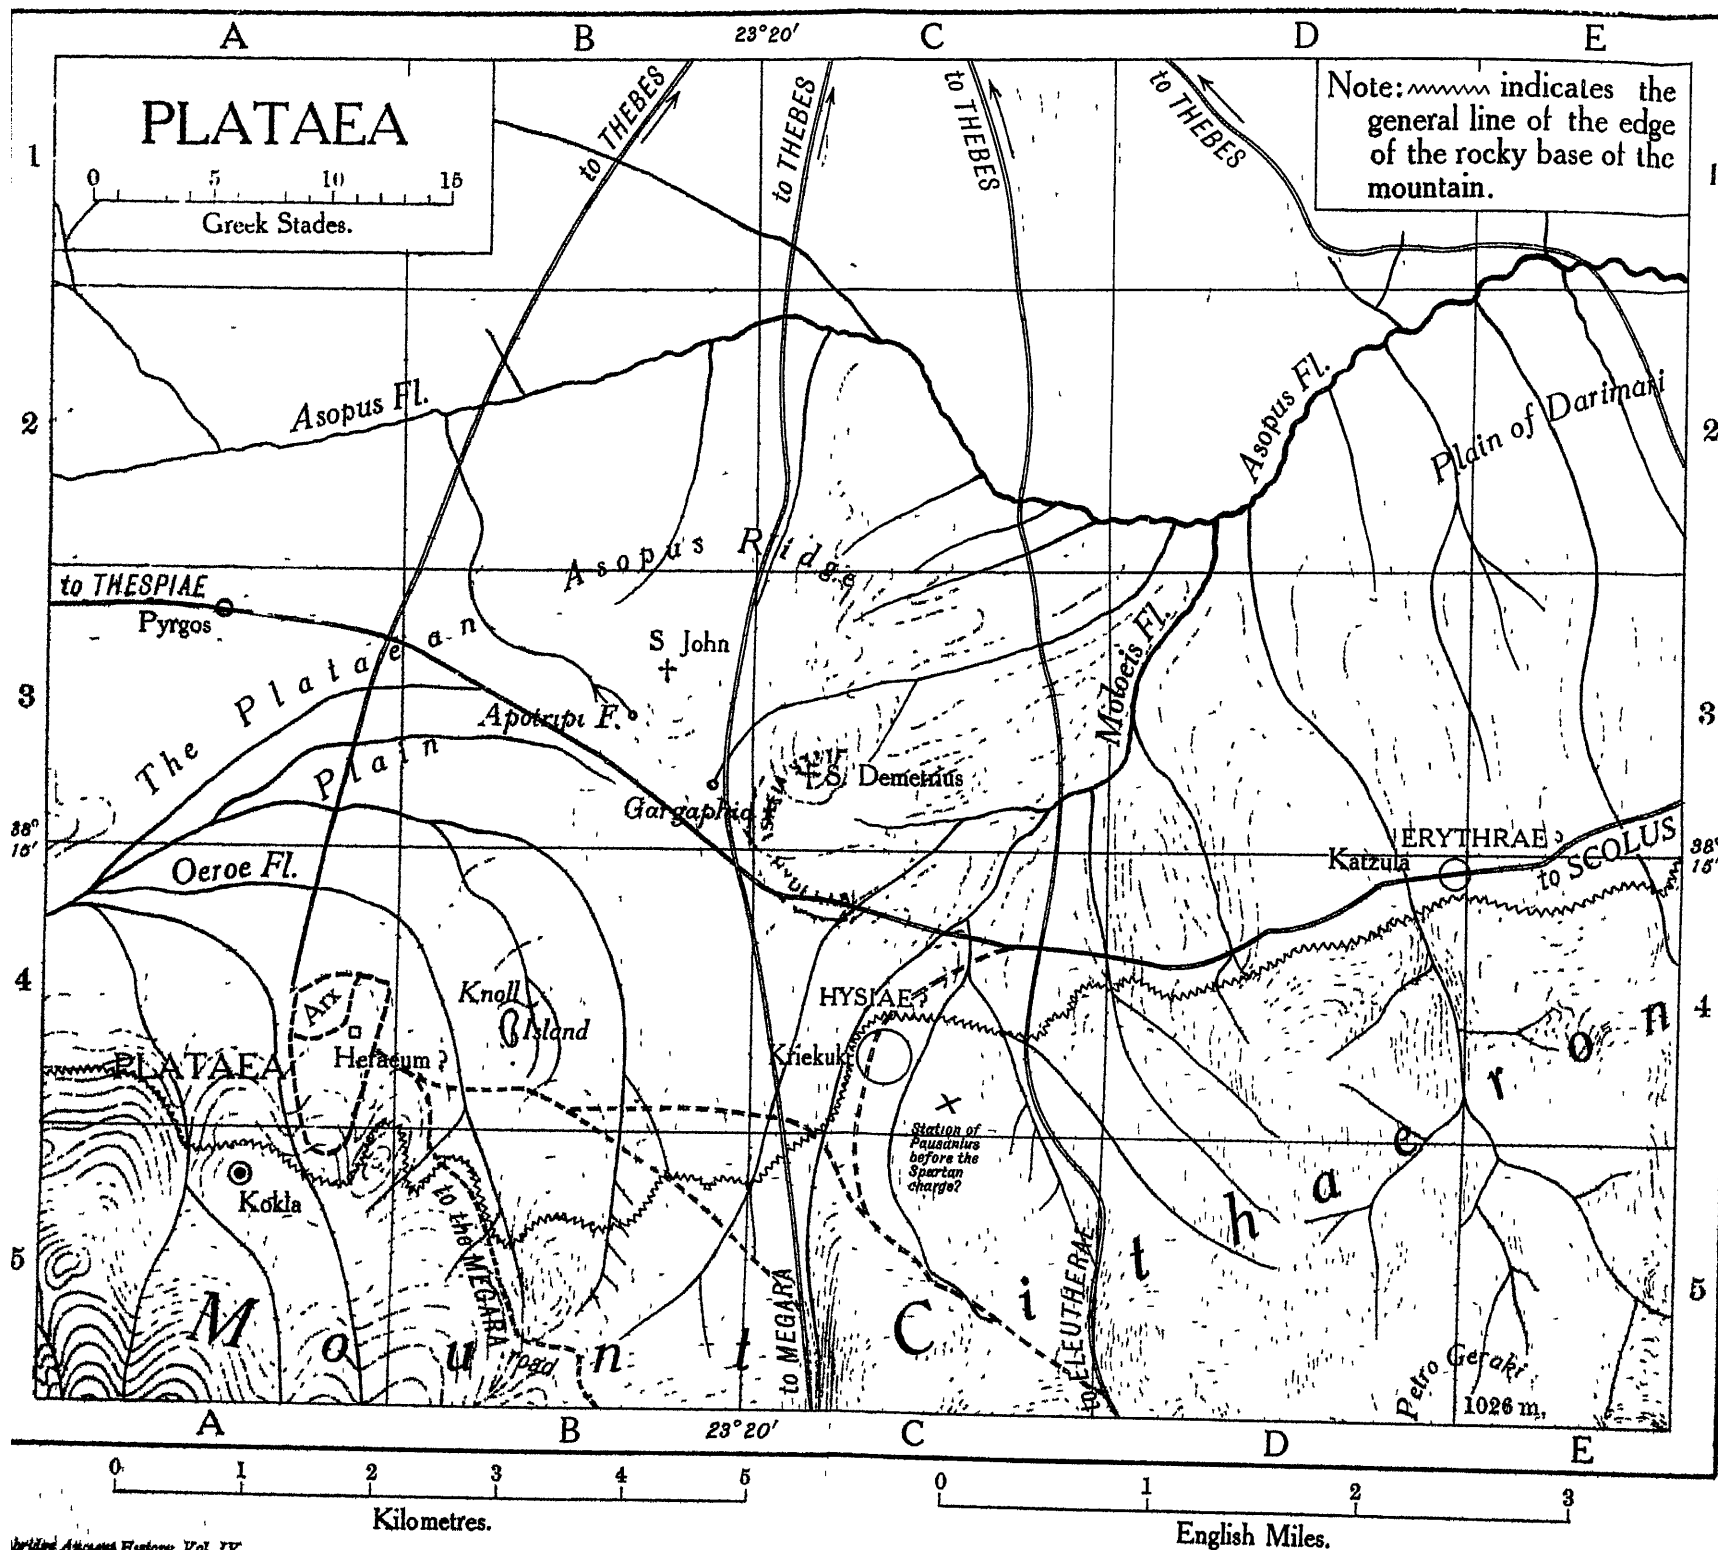 A B 23°20' C D E
PLATAEA
0 5 10 15
Greek Stades.
to THEBES
to THEBES
to THEBES
to THEBES
Note: indicates the
general line of the edge
of the rocky base of the
mountain.
1 1
2 2
3 3
4 4
5 5
Asopus Fl.
Asopus Fl.
Plain of Darimari
Asopus Ridge
to THESPIAE
Pyrgos
The Plataean
Plain
S John
Apotripi F.
Moloeis Fl.
S. Demetrius
Gargaphia
38°
15'
38°
15'
ERYTHRAE?
Katzula
to SCOLUS
Oeroe Fl.
Arx
Knoll
Island
HYSIAE?
Kriekuki
PLATAEA
Heraeum?
Station of
Pausanius
before the
Spartan
charge?
Kokla
to the MEGARA
road
to MEGARA
to ELEUTHERAE
Mount Cithaeron
Petro Geraki
1026 m.
A B 23°20' C D E
0 1 2 3 4 5
Kilometres.
0 1 2 3
English Miles.
Vol. IV